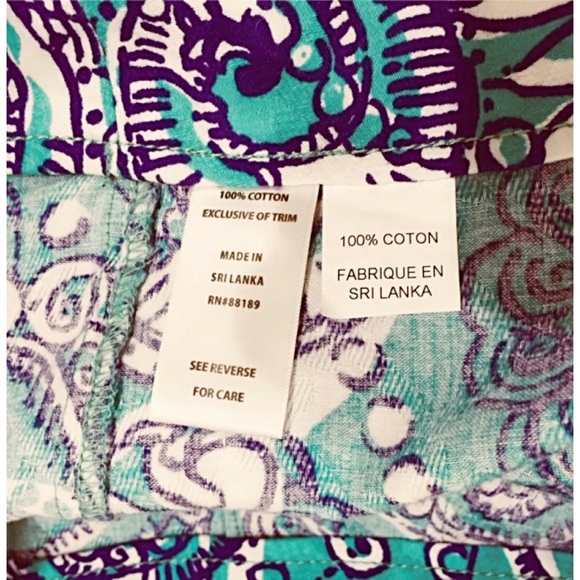 100% COTTON
EXCLUSIVE OF TRIM
MADE IN
SRI LANKA
RN#88189
SEE REVERSE
FOR CARE
100% COTON
FABRIQUE EN
SRI LANKA